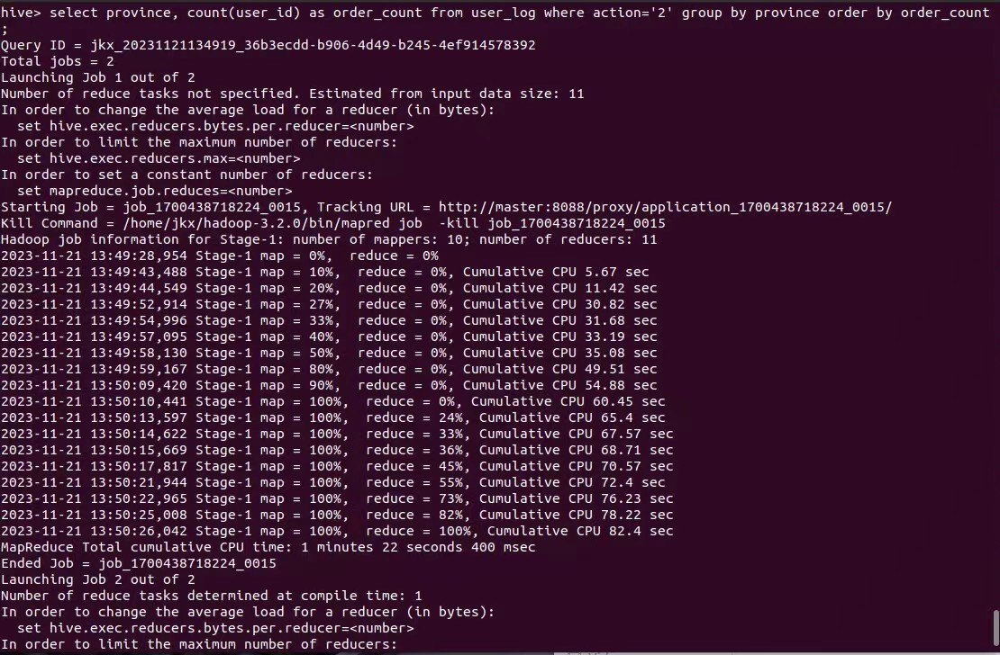 hive> select province, count(user_id) as order_count from user_log where action='2' group by province order by order_count
;
Query ID = jkx_20231121134919_36b3ecdd-b906-4d49-b245-4ef914578392
Total jobs = 2
Launching Job 1 out of 2
Number of reduce tasks not specified. Estimated from input data size: 11
In order to change the average load for a reducer (in bytes):
  set hive.exec.reducers.bytes.per.reducer=<number>
In order to limit the maximum number of reducers:
  set hive.exec.reducers.max=<number>
In order to set a constant number of reducers:
  set mapreduce.job.reduces=<number>
Starting Job = job_1700438718224_0015, Tracking URL = http://master:8088/proxy/application_1700438718224_0015/
Kill Command = /home/jkx/hadoop-3.2.0/bin/mapred job  -kill job_1700438718224_0015
Hadoop job information for Stage-1: number of mappers: 10; number of reducers: 11
2023-11-21 13:49:28,954 Stage-1 map = 0%,  reduce = 0%
2023-11-21 13:49:43,488 Stage-1 map = 10%,  reduce = 0%, Cumulative CPU 5.67 sec
2023-11-21 13:49:44,549 Stage-1 map = 20%,  reduce = 0%, Cumulative CPU 11.42 sec
2023-11-21 13:49:52,914 Stage-1 map = 27%,  reduce = 0%, Cumulative CPU 30.82 sec
2023-11-21 13:49:54,996 Stage-1 map = 33%,  reduce = 0%, Cumulative CPU 31.68 sec
2023-11-21 13:49:57,095 Stage-1 map = 40%,  reduce = 0%, Cumulative CPU 33.19 sec
2023-11-21 13:49:58,130 Stage-1 map = 50%,  reduce = 0%, Cumulative CPU 35.08 sec
2023-11-21 13:49:59,167 Stage-1 map = 80%,  reduce = 0%, Cumulative CPU 49.51 sec
2023-11-21 13:50:09,420 Stage-1 map = 90%,  reduce = 0%, Cumulative CPU 54.88 sec
2023-11-21 13:50:10,441 Stage-1 map = 100%,  reduce = 0%, Cumulative CPU 60.45 sec
2023-11-21 13:50:13,597 Stage-1 map = 100%,  reduce = 24%, Cumulative CPU 65.4 sec
2023-11-21 13:50:14,622 Stage-1 map = 100%,  reduce = 33%, Cumulative CPU 67.57 sec
2023-11-21 13:50:15,669 Stage-1 map = 100%,  reduce = 36%, Cumulative CPU 68.71 sec
2023-11-21 13:50:17,817 Stage-1 map = 100%,  reduce = 45%, Cumulative CPU 70.57 sec
2023-11-21 13:50:21,944 Stage-1 map = 100%,  reduce = 55%, Cumulative CPU 72.4 sec
2023-11-21 13:50:22,965 Stage-1 map = 100%,  reduce = 73%, Cumulative CPU 76.23 sec
2023-11-21 13:50:25,008 Stage-1 map = 100%,  reduce = 82%, Cumulative CPU 78.22 sec
2023-11-21 13:50:26,042 Stage-1 map = 100%,  reduce = 100%, Cumulative CPU 82.4 sec
MapReduce Total cumulative CPU time: 1 minutes 22 seconds 400 msec
Ended Job = job_1700438718224_0015
Launching Job 2 out of 2
Number of reduce tasks determined at compile time: 1
In order to change the average load for a reducer (in bytes):
  set hive.exec.reducers.bytes.per.reducer=<number>
In order to limit the maximum number of reducers: